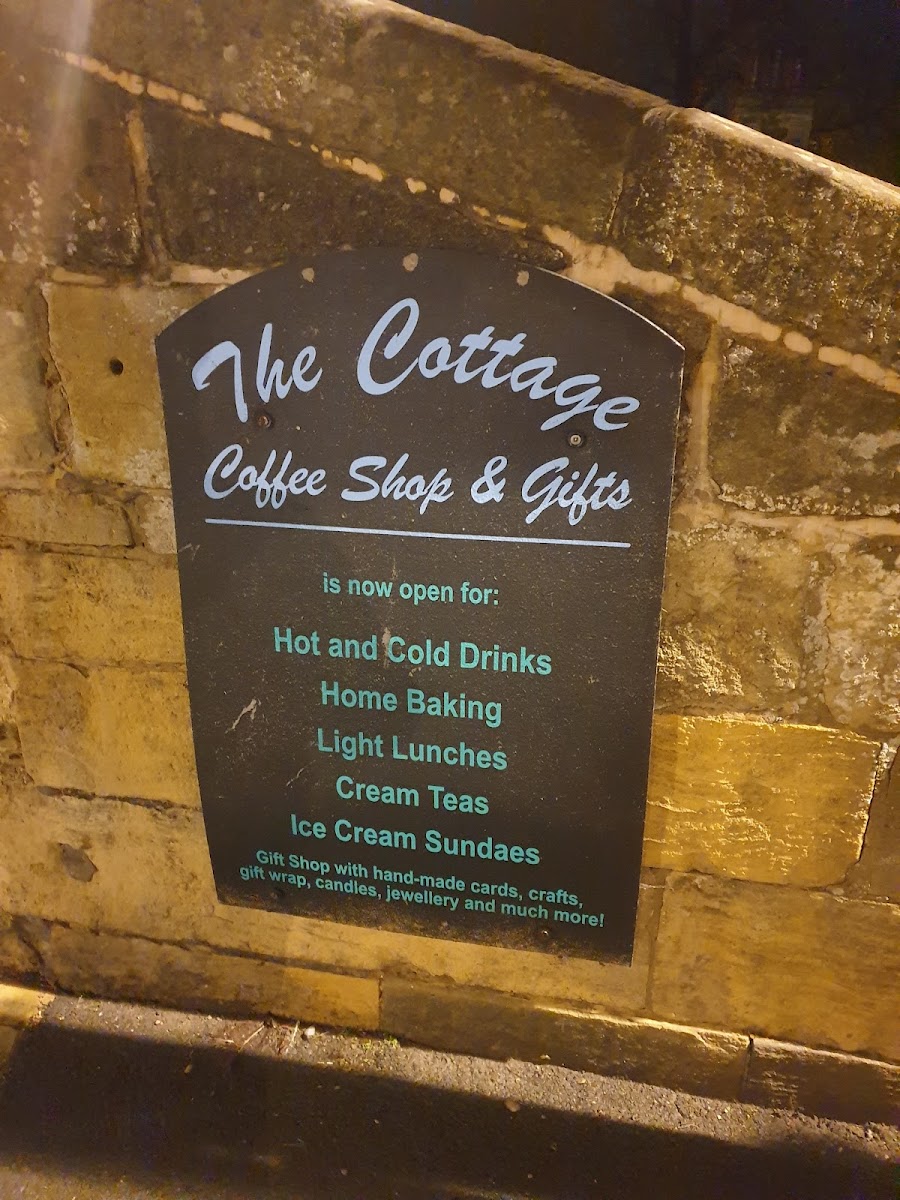 The Cottage
Coffee Shop & Gifts
is now open for:
Hot and Cold Drinks
Home Baking
Light Lunches
Cream Teas
Ice Cream Sundaes
Gift Shop with hand-made cards, crafts,
gift wrap, candles, jewellery and much more!